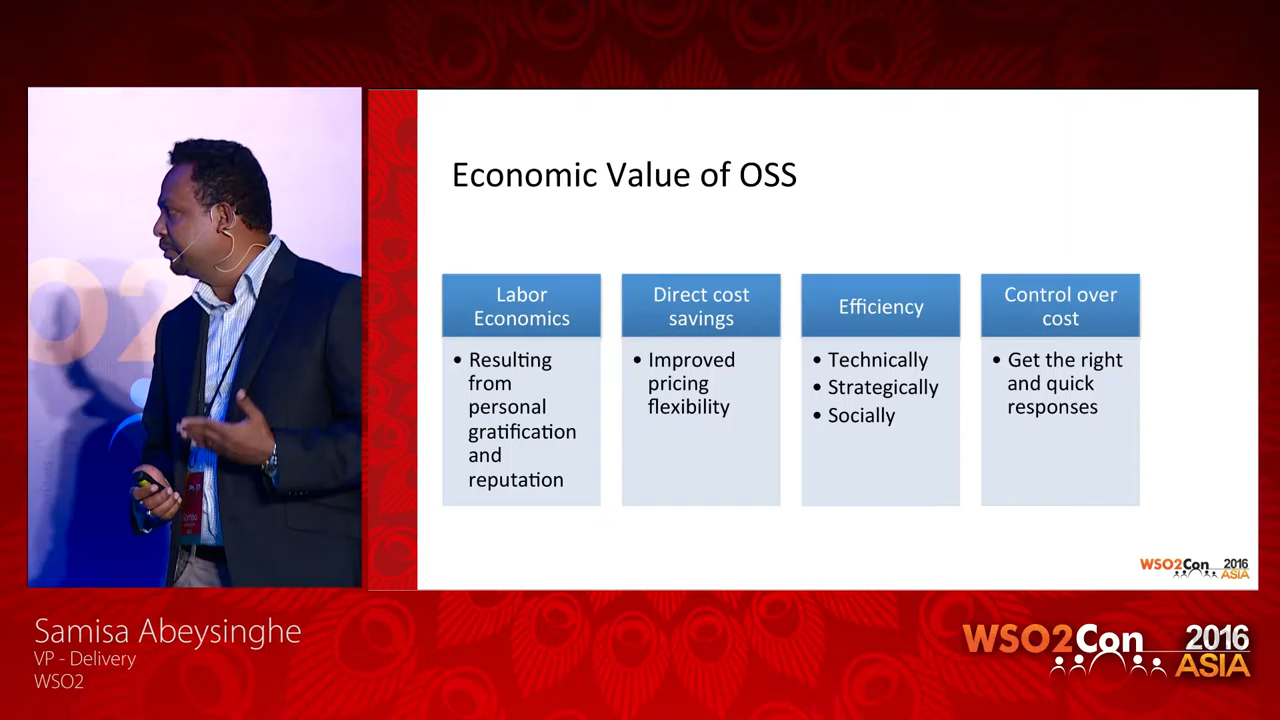 Economic Value of OSS
Labor
Economics
• Resulting
from
personal
gratification
and
reputation
Direct cost
savings
• Improved
pricing
flexibility
Efficiency
• Technically
• Strategically
• Socially
Control over
cost
• Get the right
and quick
responses
WSO2Con 2016
ASIA
O2
Samisa Abeysinghe
VP - Delivery
WSO2
WSO2Con 2016
ASIA